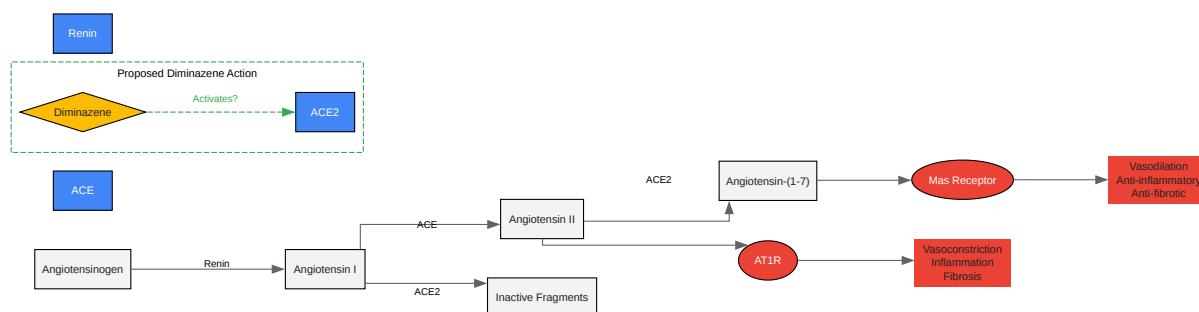 Renin
Proposed Diminazene Action
Activates?
Diminazene
ACE2
ACE
ACE2
Angiotensin-(1-7)
Mas Receptor
Vasodilation
Anti-inflammatory
Anti-fibrotic
ACE
Angiotensin II
Angiotensinogen
Renin
Angiotensin I
AT1R
Vasoconstriction
Inflammation
Fibrosis
ACE2
Inactive Fragments